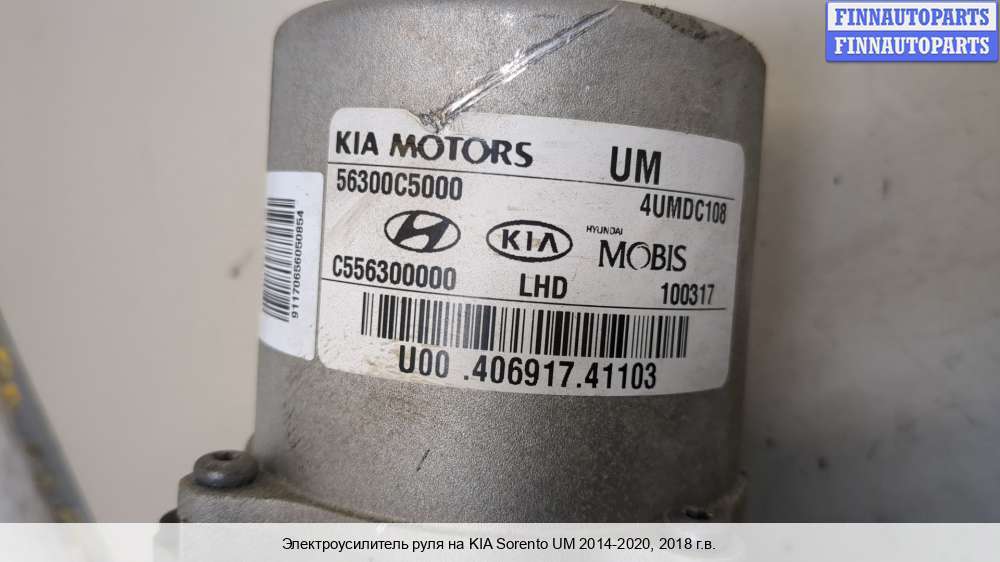 FINNAUTOPARTS
FINNAUTOPARTS
KIA MOTORS UM
56300C5000 4UMDC108
KIA HYUNDAI MOBIS
C556300000 LHD 100317
U00 .406917.41103
91170656050854
Электроусилитель руля на KIA Sorento UM 2014-2020, 2018 г.в.